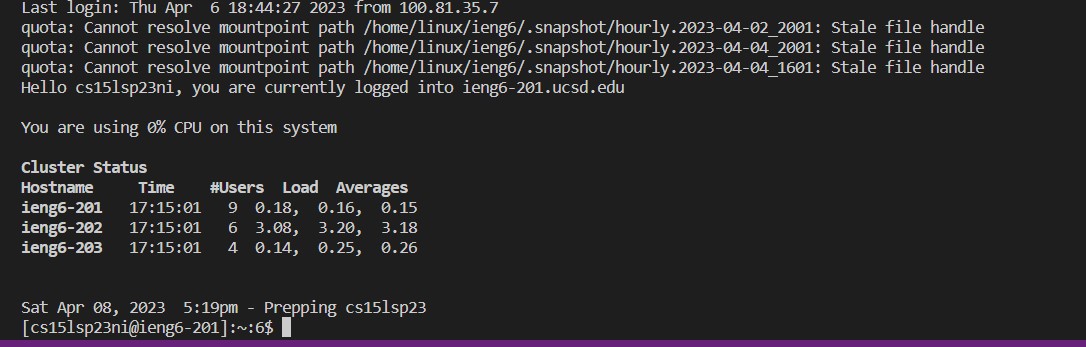 Last login: Thu Apr  6 18:44:27 2023 from 100.81.35.7
quota: Cannot resolve mountpoint path /home/linux/ieng6/.snapshot/hourly.2023-04-02_2001: Stale file handle
quota: Cannot resolve mountpoint path /home/linux/ieng6/.snapshot/hourly.2023-04-04_2001: Stale file handle
quota: Cannot resolve mountpoint path /home/linux/ieng6/.snapshot/hourly.2023-04-04_1601: Stale file handle
Hello cs15lsp23ni, you are currently logged into ieng6-201.ucsd.edu
You are using 0% CPU on this system
Cluster Status
Hostname     Time    #Users  Load  Averages
ieng6-201   17:15:01   9  0.18,  0.16,  0.15
ieng6-202   17:15:01   6  3.08,  3.20,  3.18
ieng6-203   17:15:01   4  0.14,  0.25,  0.26
Sat Apr 08, 2023  5:19pm - Prepping cs15lsp23
[cs15lsp23ni@ieng6-201]:~:6$